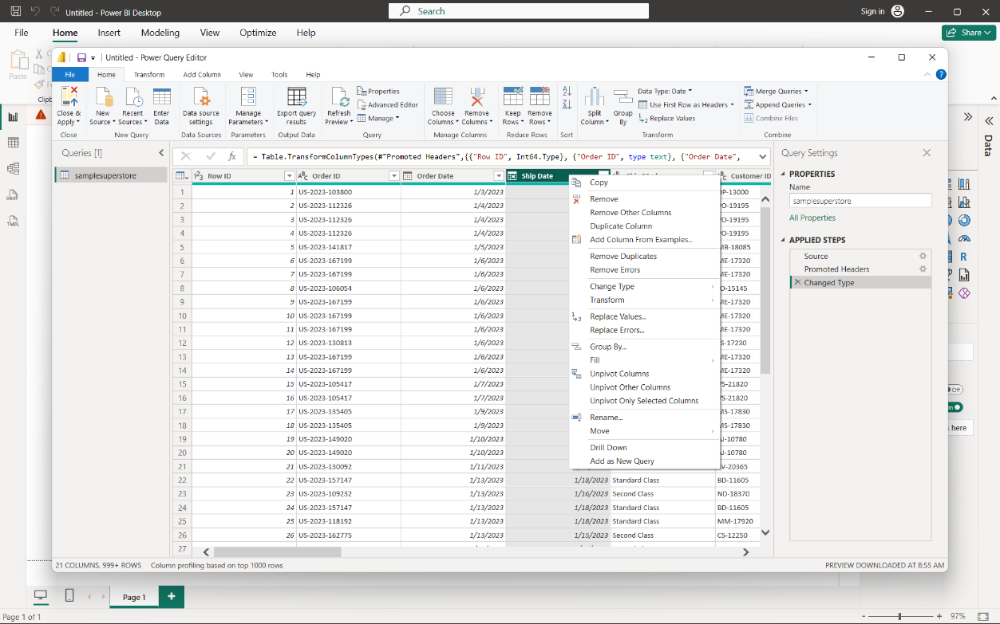 Untitled - Power BI Desktop
Search
Sign in
File Home Insert Modeling View Optimize Help
Share
Paste
Untitled - Power Query Editor
File Home Transform Add Column View Tools Help
Close & Apply
New Source
Recent Sources
Enter Data
Data source settings
Manage Parameters
Export query results
Refresh Preview
Properties
Advanced Editor
Manage
Choose Columns
Remove Columns
Keep Rows
Remove Rows
Split Column
Group By
Data Type: Date
Use First Row as Headers
Replace Values
Merge Queries
Append Queries
Combine Files
Close New Query Data Sources Parameters Output Data Query Manage Columns Reduce Rows Sort Transform Combine
Queries [1]
samplesuperstore
= Table.TransformColumnTypes(#"Promoted Headers",{{"Row ID", Int64.Type}, {"Order ID", type text}, {"Order Date",
Row ID Order ID Order Date Ship Date Customer ID
1 1 US-2023-103800 1/3/2023
2 2 US-2023-112326 1/4/2023 PO-19195
3 3 US-2023-112326 1/4/2023 PO-19195
4 4 US-2023-112326 1/4/2023 PO-19195
5 5 US-2023-141817 1/5/2023 MB-18085
6 6 US-2023-167199 1/6/2023 ME-17320
7 7 US-2023-167199 1/6/2023 ME-17320
8 8 US-2023-106054 1/6/2023 O-15145
9 9 US-2023-167199 1/6/2023 ME-17320
10 10 US-2023-167199 1/6/2023 ME-17320
11 11 US-2023-167199 1/6/2023 ME-17320
12 12 US-2023-130813 1/6/2023 S-17230
13 13 US-2023-167199 1/6/2023 ME-17320
14 14 US-2023-167199 1/6/2023 ME-17320
15 15 US-2023-105417 1/7/2023 VS-21820
16 16 US-2023-105417 1/7/2023 VS-21820
17 17 US-2023-135405 1/9/2023 MS-17830
18 18 US-2023-135405 1/9/2023 MS-17830
19 19 US-2023-149020 1/10/2023 AJ-10780
20 20 US-2023-149020 1/10/2023 AJ-10780
21 21 US-2023-130092 1/11/2023 V-20365
22 22 US-2023-157147 1/13/2023 1/18/2023 Standard Class BD-11605
23 23 US-2023-109232 1/13/2023 1/16/2023 Second Class ND-18370
24 24 US-2023-157147 1/13/2023 1/18/2023 Standard Class BD-11605
25 25 US-2023-118192 1/13/2023 1/18/2023 Standard Class MM-17920
26 26 US-2023-162775 1/13/2023 1/15/2023 Second Class CS-12250
27
Copy
Remove
Remove Other Columns
Duplicate Column
Add Column From Examples...
Remove Duplicates
Remove Errors
Change Type
Transform
Replace Values...
Replace Errors...
Group By...
Fill
Unpivot Columns
Unpivot Other Columns
Unpivot Only Selected Columns
Rename...
Move
Drill Down
Add as New Query
Query Settings
PROPERTIES
Name
samplesuperstore
All Properties
APPLIED STEPS
Source
Promoted Headers
Changed Type
Data
Off
here
21 COLUMNS, 999+ ROWS Column profiling based on top 1000 rows
PREVIEW DOWNLOADED AT 8:55 AM
Page 1
Page 1 of 1
97%